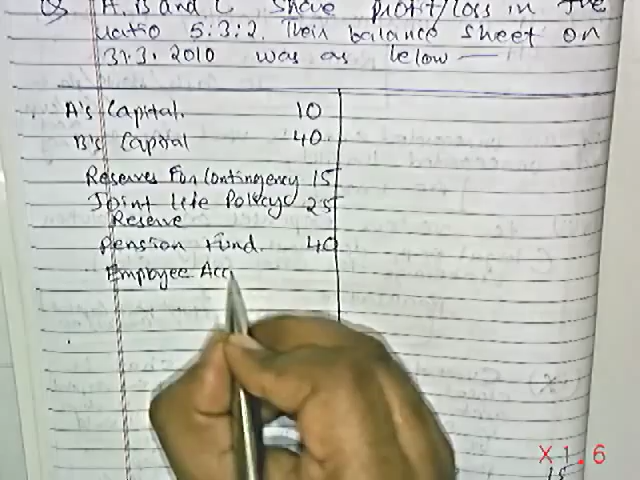 Q A, B and C share profit/loss in the
ratio 5:3:2. Their balance sheet on
31.3.2010 was as below —
A's Capital. 10
B's Capital 40
Reserves For Contingency 15
Joint Life Policy 25
Reserve
Pension Fund. 40
Employee Acc
X1.6
15